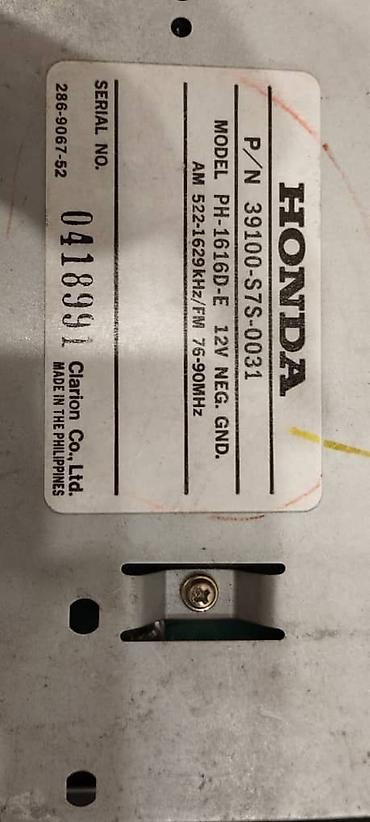 HONDA
P/N 39100-S7S-0031
MODEL PH-1616D-E 12V NEG. GND.
AM 522-1629kHz/FM 76-90MHz
SERIAL NO.
0418991
Clarion Co., Ltd.
286-9067-52
MADE IN THE PHILIPPINES